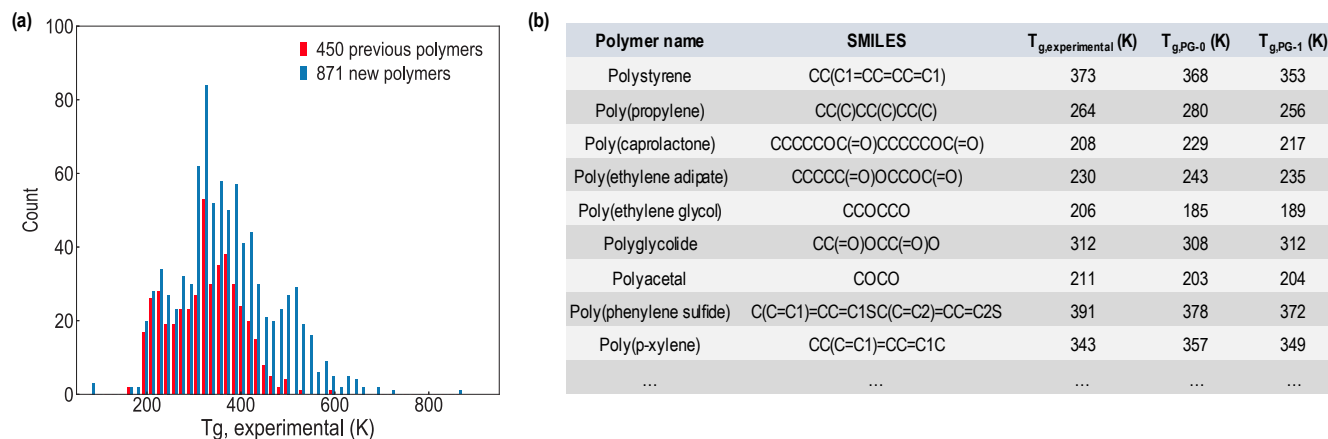 (a)
100
80
60
40
20
0
Count
450 previous polymers
871 new polymers
200 400 600 800
Tg, experimental (K)
(b)
Polymer name SMILES Tg,experimental (K) Tg,PG-0 (K) Tg,PG-1 (K)
Polystyrene CC(C1=CC=CC=C1) 373 368 353
Poly(propylene) CC(C)CC(C)CC(C) 264 280 256
Poly(caprolactone) CCCCCOC(=O)CCCCCOC(=O) 208 229 217
Poly(ethylene adipate) CCCCC(=O)OCCOC(=O) 230 243 235
Poly(ethylene glycol) CCOCCO 206 185 189
Polyglycolide CC(=O)OCC(=O)O 312 308 312
Polyacetal COCO 211 203 204
Poly(phenylene sulfide) C(C=C1)=CC=C1SC(C=C2)=CC=C2S 391 378 372
Poly(p-xylene) CC(C=C1)=CC=C1C 343 357 349
... ... ... ... ...